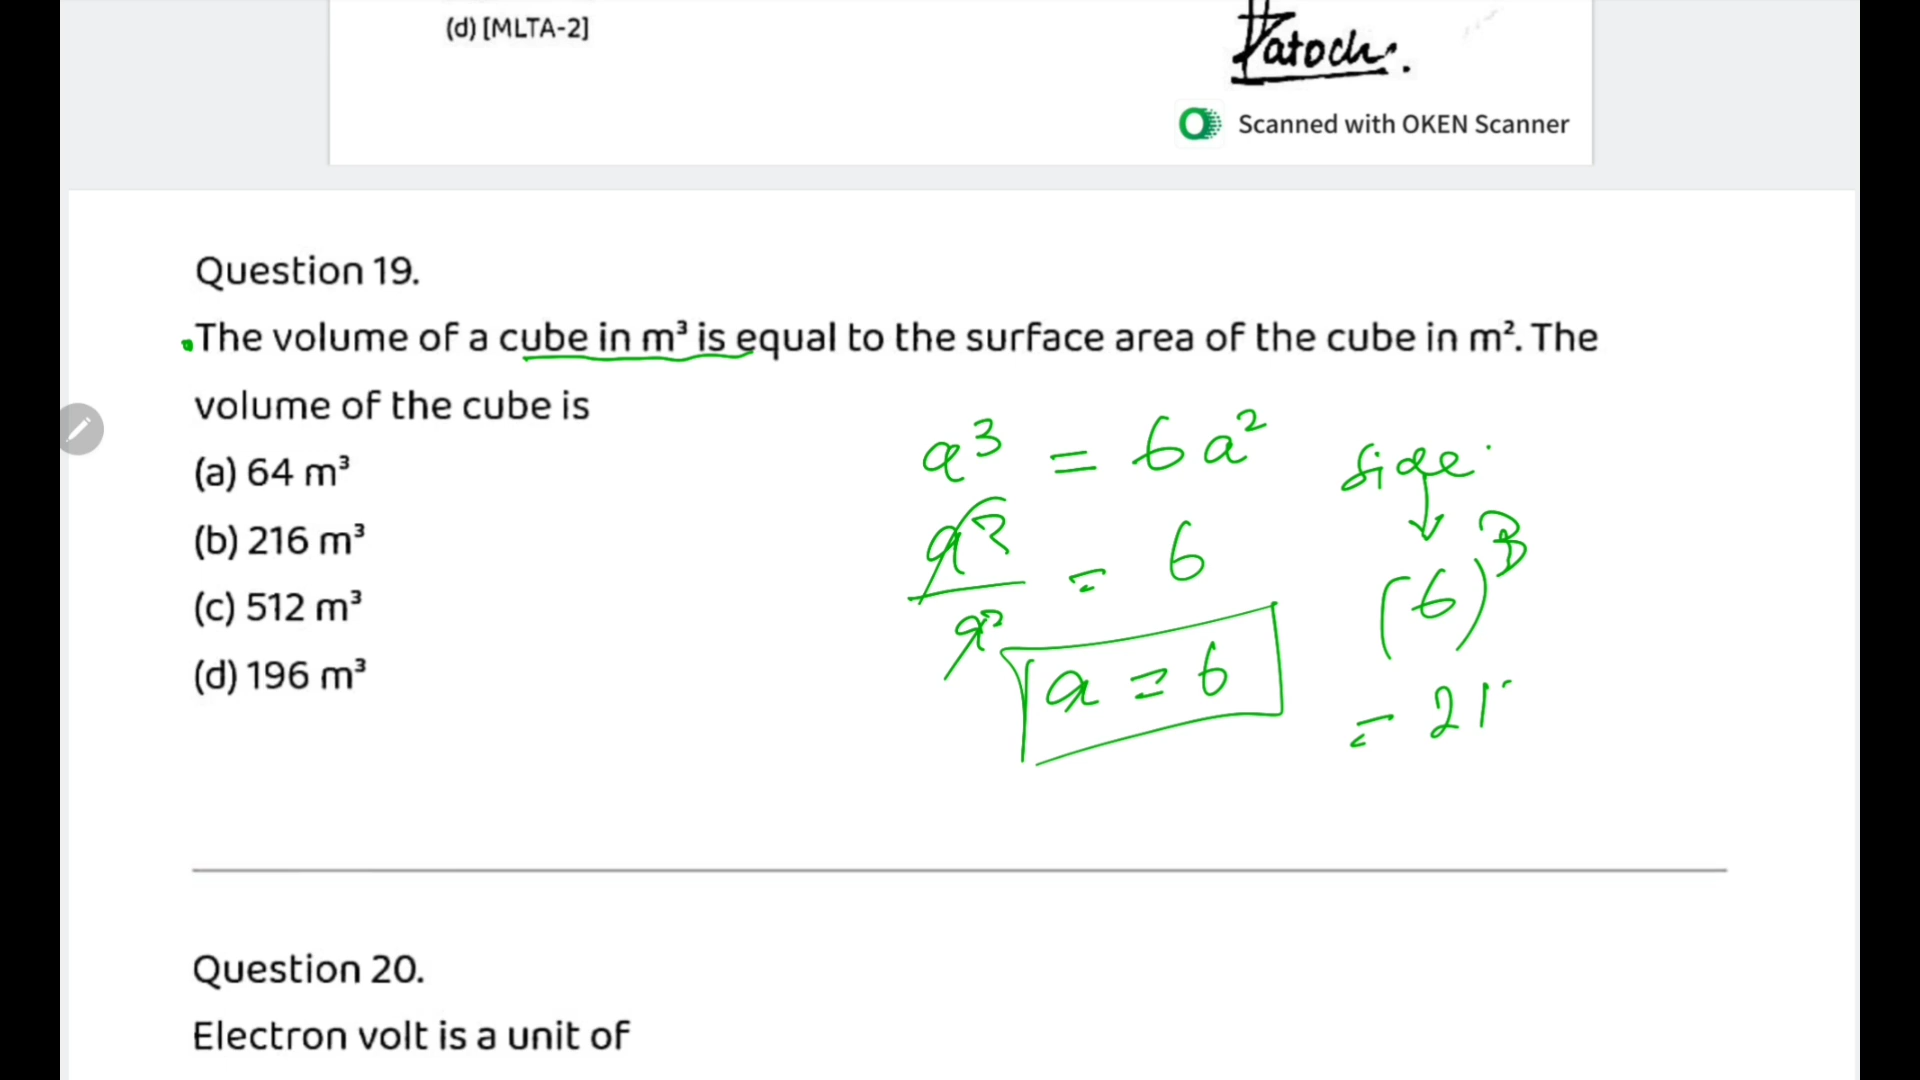 (d) [MLTA-2]
Patoch.
Scanned with OKEN Scanner
Question 19.
The volume of a cube in m³ is equal to the surface area of the cube in m². The
volume of the cube is
(a) 64 m³
(b) 216 m³
(c) 512 m³
(d) 196 m³
a³ = 6a²
a³/a² = 6
a = 6
side
(6)³
= 21
Question 20.
Electron volt is a unit of